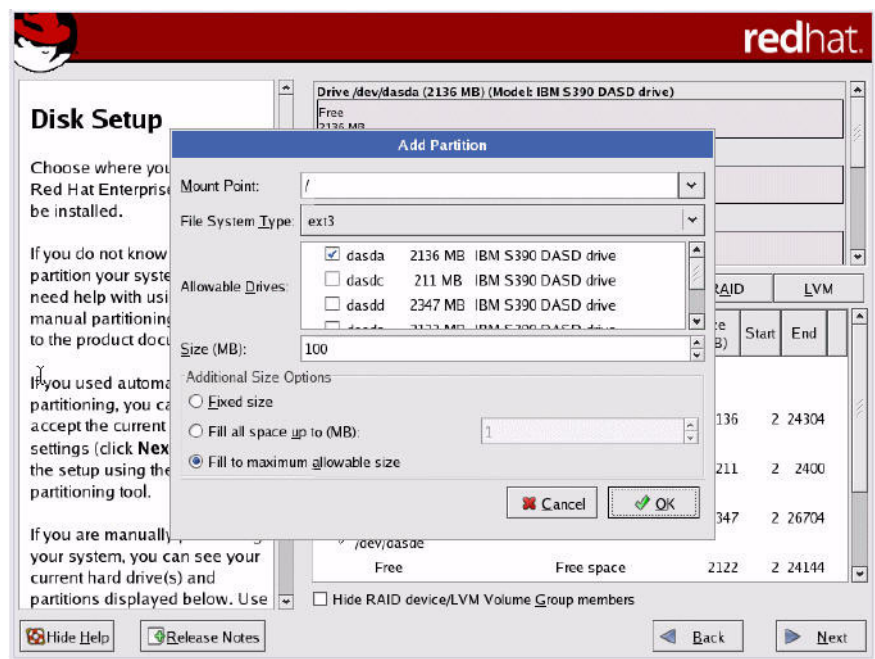 redhat.
Disk Setup
Choose where you
Red Hat Enterprise
be installed.
If you do not know
partition your syste
need help with usi
manual partitioning
to the product docu
If you used automa
partitioning, you ca
accept the current
settings (click Nex
the setup using the
partitioning tool.
If you are manually
your system, you can see your
current hard drive(s) and
partitions displayed below. Use
Drive /dev/dasda (2136 MB) (Model: IBM S390 DASD drive)
Free
2136 MB
Add Partition
Mount Point: /
File System Type: ext3
Allowable Drives:
dasda 2136 MB IBM S390 DASD drive
dasdc 211 MB IBM S390 DASD drive
dasdd 2347 MB IBM S390 DASD drive
Size (MB): 100
Additional Size Options
Fixed size
Fill all space up to (MB): 1
Fill to maximum allowable size
Cancel OK
RAID LVM
Start End
136 2 24304
211 2 2400
347 2 26704
/dev/dasde
Free Free space 2122 2 24144
Hide RAID device/LVM Volume Group members
Hide Help Release Notes Back Next